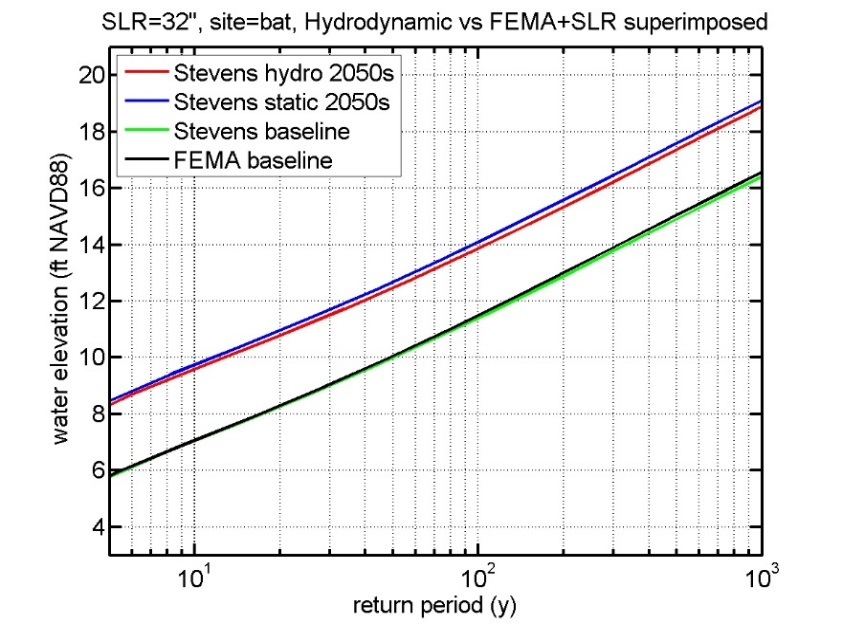 SLR=32", site=bat, Hydrodynamic vs FEMA+SLR superimposed
Stevens hydro 2050s
Stevens static 2050s
Stevens baseline
FEMA baseline
water elevation (ft NAVD88)
20
18
16
14
12
10
8
6
4
10¹
10²
10³
return period (y)